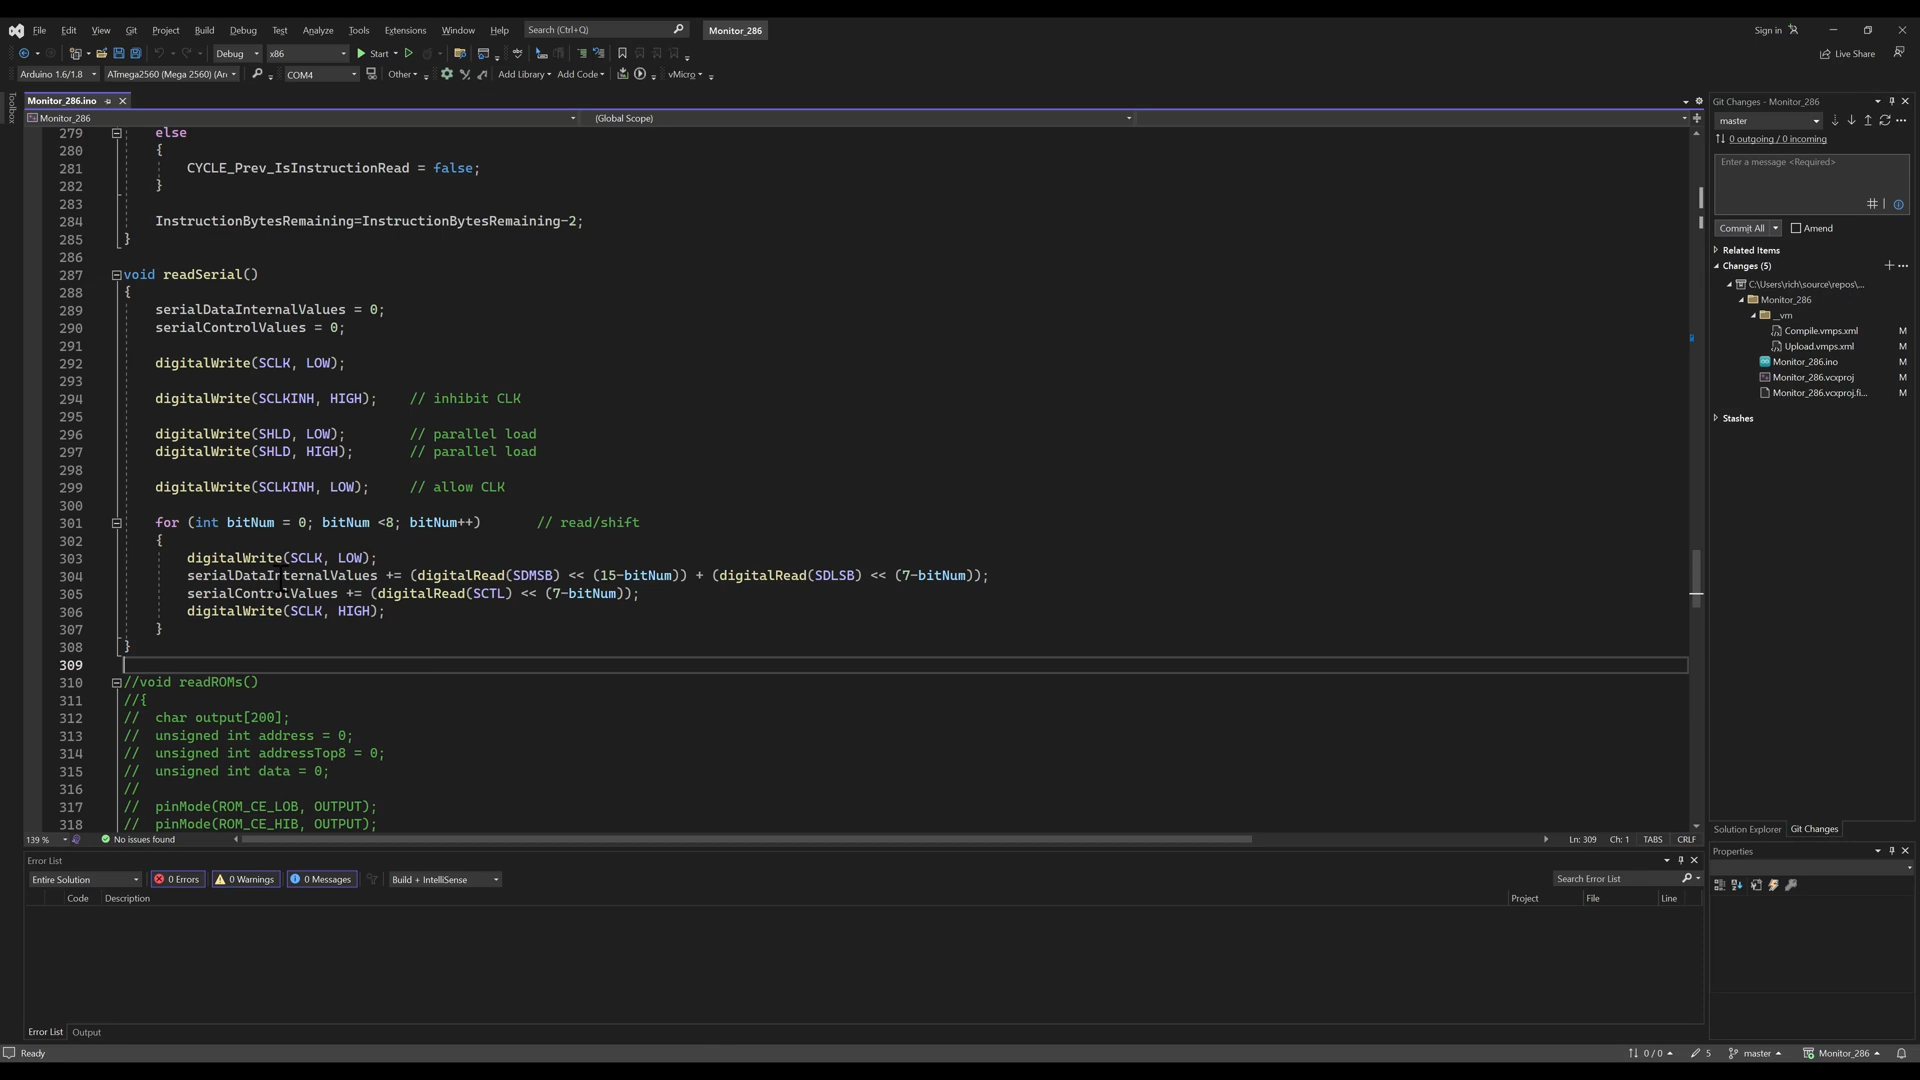 File Edit View Git Project Build Debug Test Analyze Tools Extensions Window Help Search (Ctrl+Q) Monitor_286 Sign in
Debug x86 Start Live Share
Arduino 1.6/1.8 ATmega2560 (Mega 2560) (Ar COM4 Other Add Library Add Code vMicro
Toolbox
Monitor_286.ino
Monitor_286 (Global Scope)
279 else
280 {
281 CYCLE_Prev_IsInstructionRead = false;
282 }
283
284 InstructionBytesRemaining=InstructionBytesRemaining-2;
285 }
286
287 void readSerial()
288 {
289 serialDataInternalValues = 0;
290 serialControlValues = 0;
291
292 digitalWrite(SCLK, LOW);
293
294 digitalWrite(SCLKINH, HIGH); // inhibit CLK
295
296 digitalWrite(SHLD, LOW); // parallel load
297 digitalWrite(SHLD, HIGH); // parallel load
298
299 digitalWrite(SCLKINH, LOW); // allow CLK
300
301 for (int bitNum = 0; bitNum <8; bitNum++) // read/shift
302 {
303 digitalWrite(SCLK, LOW);
304 serialDataInternalValues += (digitalRead(SDMSB) << (15-bitNum)) + (digitalRead(SDLSB) << (7-bitNum));
305 serialControlValues += (digitalRead(SCTL) << (7-bitNum));
306 digitalWrite(SCLK, HIGH);
307 }
308 }
309
310 //void readROMs()
311 //{
312 // char output[200];
313 // unsigned int address = 0;
314 // unsigned int addressTop8 = 0;
315 // unsigned int data = 0;
316 //
317 // pinMode(ROM_CE_LOB, OUTPUT);
318 // pinMode(ROM_CE_HIB, OUTPUT);
139 % No issues found Ln: 309 Ch: 1 TABS CRLF
Error List
Entire Solution 0 Errors 0 Warnings 0 Messages Build + IntelliSense Search Error List
Code Description Project File Line
Error List Output
Git Changes - Monitor_286
master
0 outgoing / 0 incoming
Enter a message <Required>
Commit All Amend
Related Items
Changes (5)
C:\Users\rich\source\repos\...
Monitor_286
__vm
Compile.vmps.xml M
Upload.vmps.xml M
Monitor_286.ino M
Monitor_286.vcxproj M
Monitor_286.vcxproj.fi... M
Stashes
Solution Explorer Git Changes
Properties
Ready 0 / 0 5 master Monitor_286